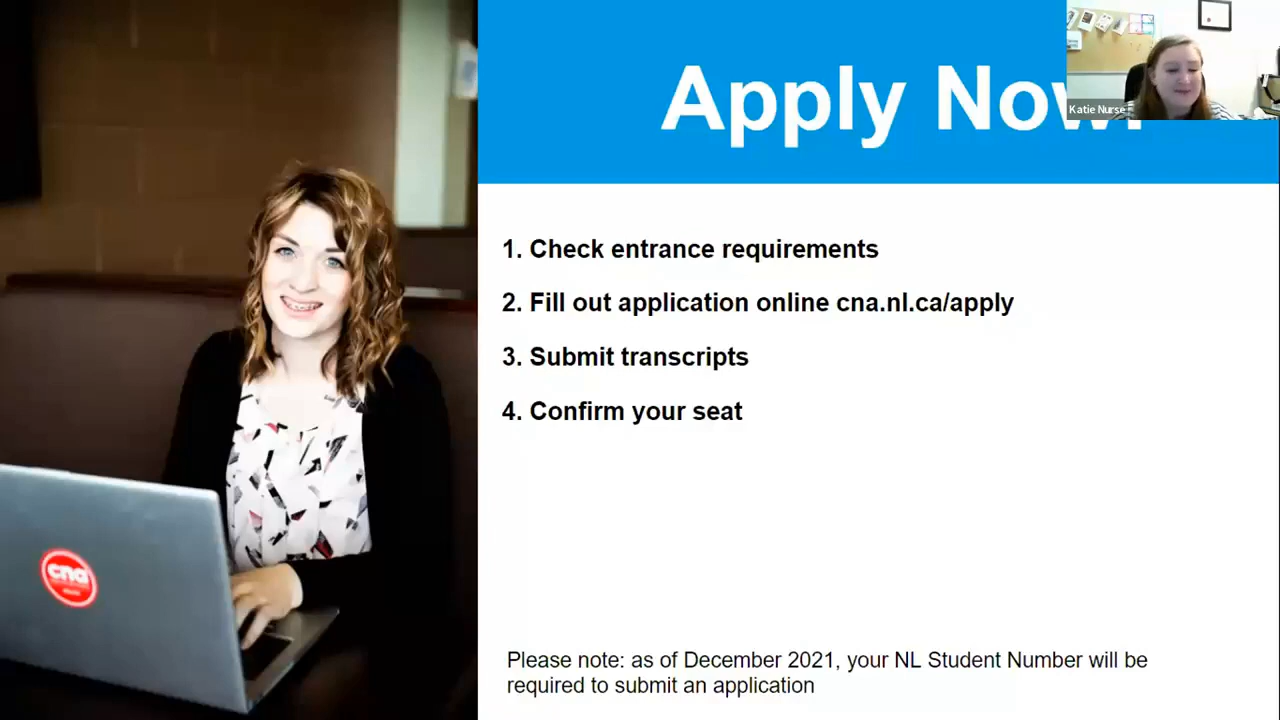 Apply Now!
Katie Nurse
1. Check entrance requirements
2. Fill out application online cna.nl.ca/apply
3. Submit transcripts
4. Confirm your seat
cna
Please note: as of December 2021, your NL Student Number will be
required to submit an application